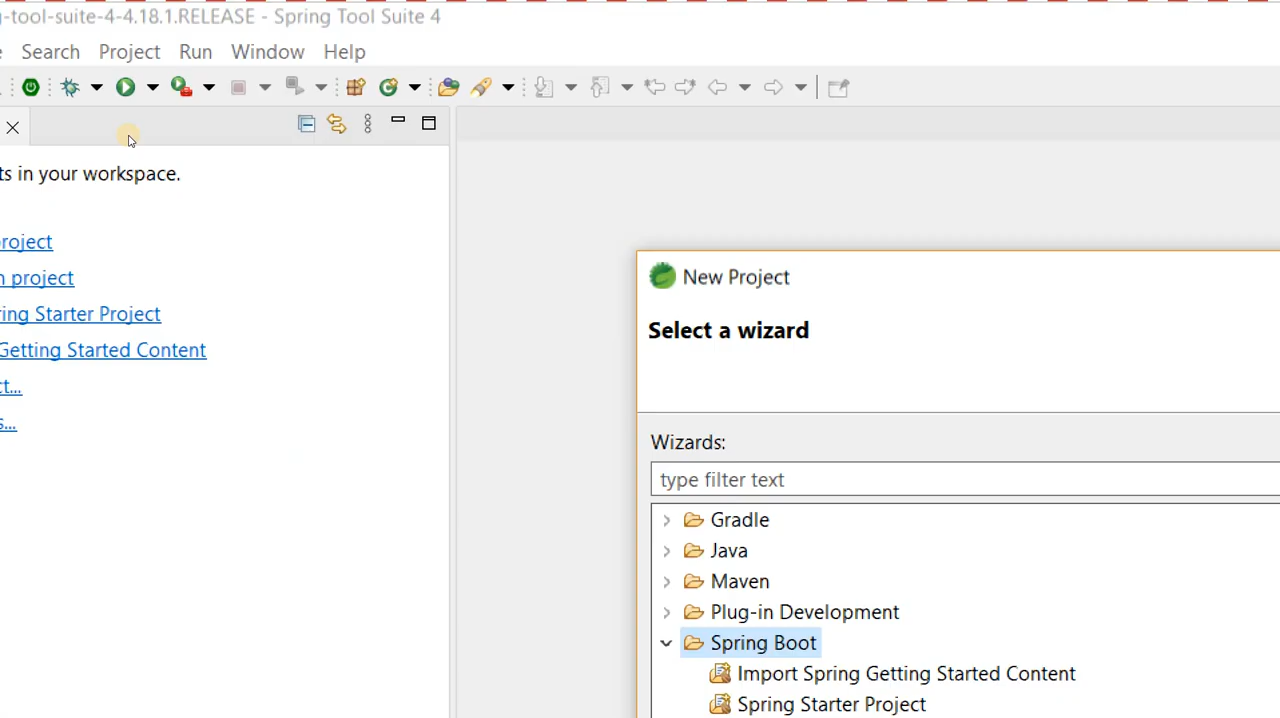 -tool-suite-4-4.18.1.RELEASE - Spring Tool Suite 4
Search Project Run Window Help
ts in your workspace.
roject
n project
ring Starter Project
Getting Started Content
ct...
s...
New Project
Select a wizard
Wizards:
type filter text
Gradle
Java
Maven
Plug-in Development
Spring Boot
Import Spring Getting Started Content
Spring Starter Project